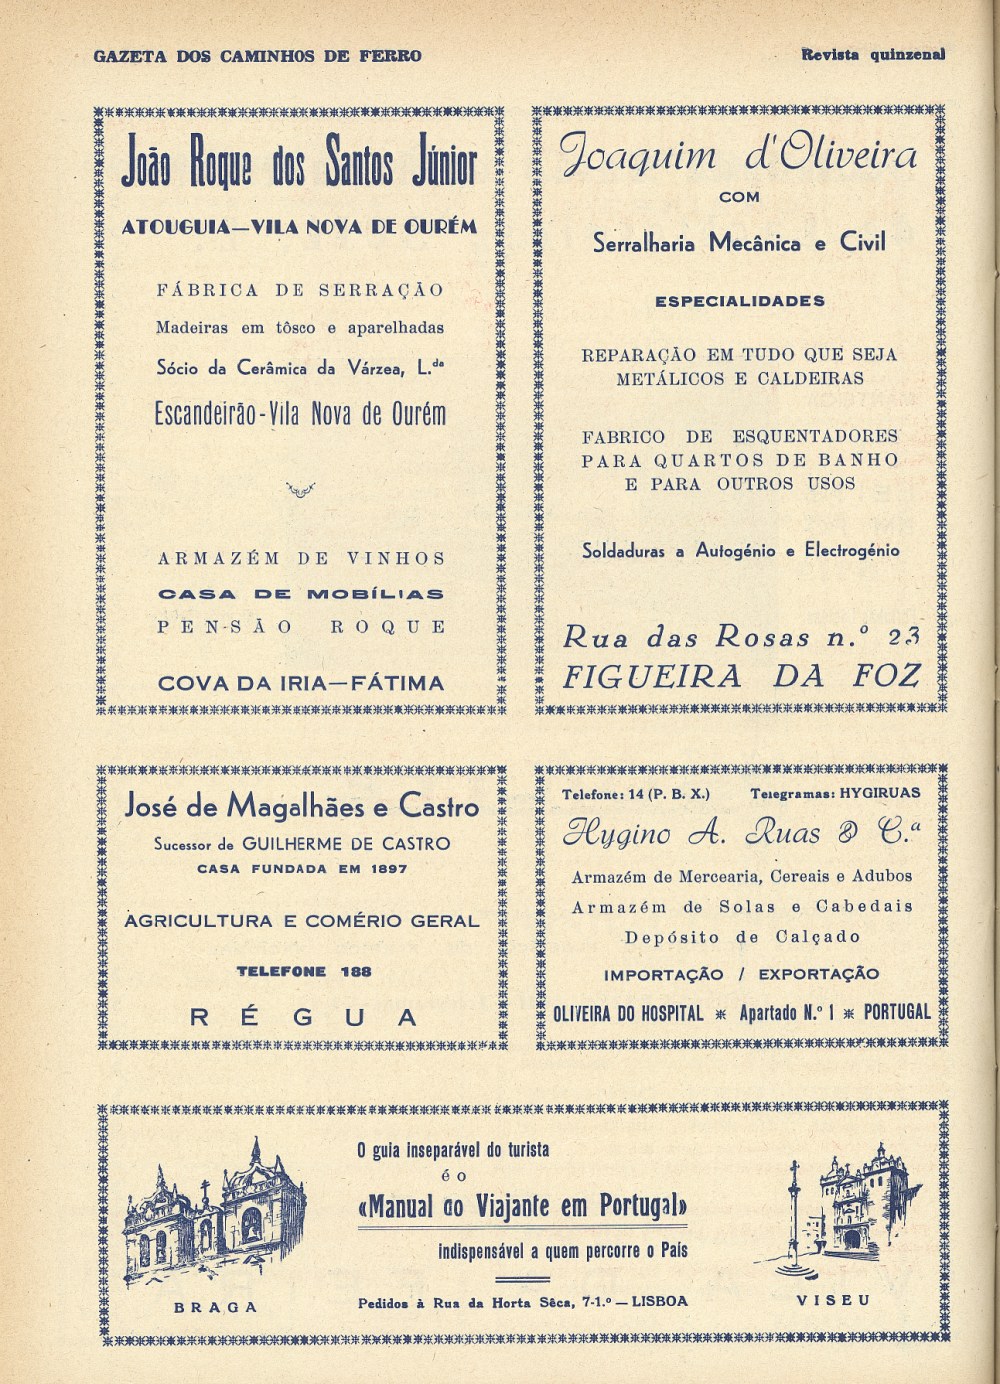 GAZETA DOS CAMINHOS DE FERRO
Revista quinzenal
João Roque dos Santos Júnior
ATOUGUIA—VILA NOVA DE OURÉM
FÁBRICA DE SERRAÇÃO
Madeiras em tôsco e aparelhadas
Sócio da Cerâmica da Várzea, L.da
Escandeirão-Vila Nova de Ourém
ARMAZÉM DE VINHOS
CASA DE MOBÍLIAS
PENSÃO ROQUE
COVA DA IRIA—FÁTIMA
Joaquim d'Oliveira
COM
Serralharia Mecânica e Civil
ESPECIALIDADES
REPARAÇÃO EM TUDO QUE SEJA
METÁLICOS E CALDEIRAS
FABRICO DE ESQUENTADORES
PARA QUARTOS DE BANHO
E PARA OUTROS USOS
Soldaduras a Autogénio e Electrogénio
Rua das Rosas n.º 23
FIGUEIRA DA FOZ
José de Magalhães e Castro
Sucessor de GUILHERME DE CASTRO
CASA FUNDADA EM 1897
AGRICULTURA E COMÉRIO GERAL
TELEFONE 188
RÉGUA
Telefone: 14 (P. B. X.) Telegramas: HYGIRUAS
Hygino A. Ruas & C.ª
Armazém de Mercearia, Cereais e Adubos
Armazém de Solas e Cabedais
Depósito de Calçado
IMPORTAÇÃO / EXPORTAÇÃO
OLIVEIRA DO HOSPITAL * Apartado N.º 1 * PORTUGAL
O guia inseparável do turista
é o
«Manual do Viajante em Portugal»
indispensável a quem percorre o País
Pedidos à Rua da Horta Sêca, 7-1.º — LISBOA
BRAGA
VISEU